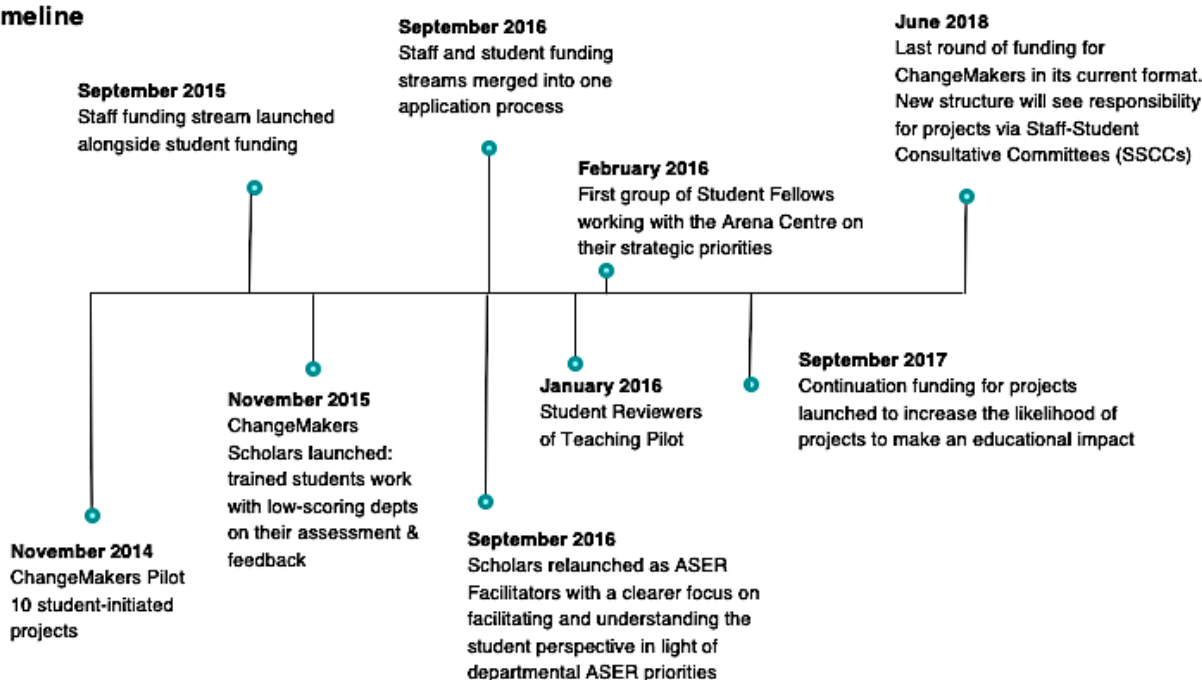 meline
September 2016
Staff and student funding
streams merged into one
application process
June 2018
Last round of funding for
ChangeMakers in its current format.
New structure will see responsibility
for projects via Staff-Student
Consultative Committees (SSCCs)
September 2015
Staff funding stream launched
alongside student funding
February 2016
First group of Student Fellows
working with the Arena Centre on
their strategic priorities
November 2015
ChangeMakers
Scholars launched:
trained students work
with low-scoring depts
on their assessment &
feedback
January 2016
Student Reviewers
of Teaching Pilot
September 2017
Continuation funding for projects
launched to increase the likelihood of
projects to make an educational impact
November 2014
ChangeMakers Pilot
10 student-initiated
projects
September 2016
Scholars relaunched as ASER
Facilitators with a clearer focus on
facilitating and understanding the
student perspective in light of
departmental ASER priorities